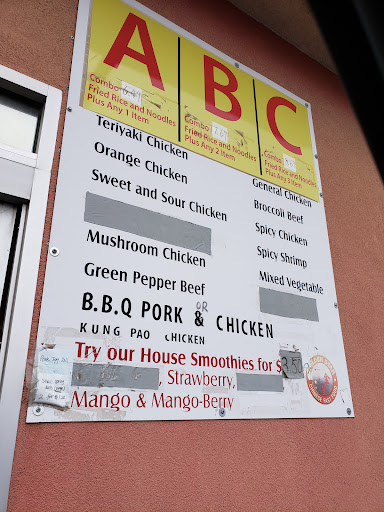 A
Combo
Fried Rice and Noodles
Plus Any 1 Item
B
Combo
Fried Rice and Noodles
Plus Any 2 Item
C
Combo
Fried Rice and Noodles
Plus Any 3 Item
Teriyaki Chicken
Orange Chicken
Sweet and Sour Chicken
Mushroom Chicken
Green Pepper Beef
General Chicken
Broccoli Beef
Spicy Chicken
Spicy Shrimp
Mixed Vegetable
B.B.Q PORK & OR CHICKEN
KUNG PAO CHICKEN
Try our House Smoothies for $3.50
, Strawberry,
Mango & Mango-Berry